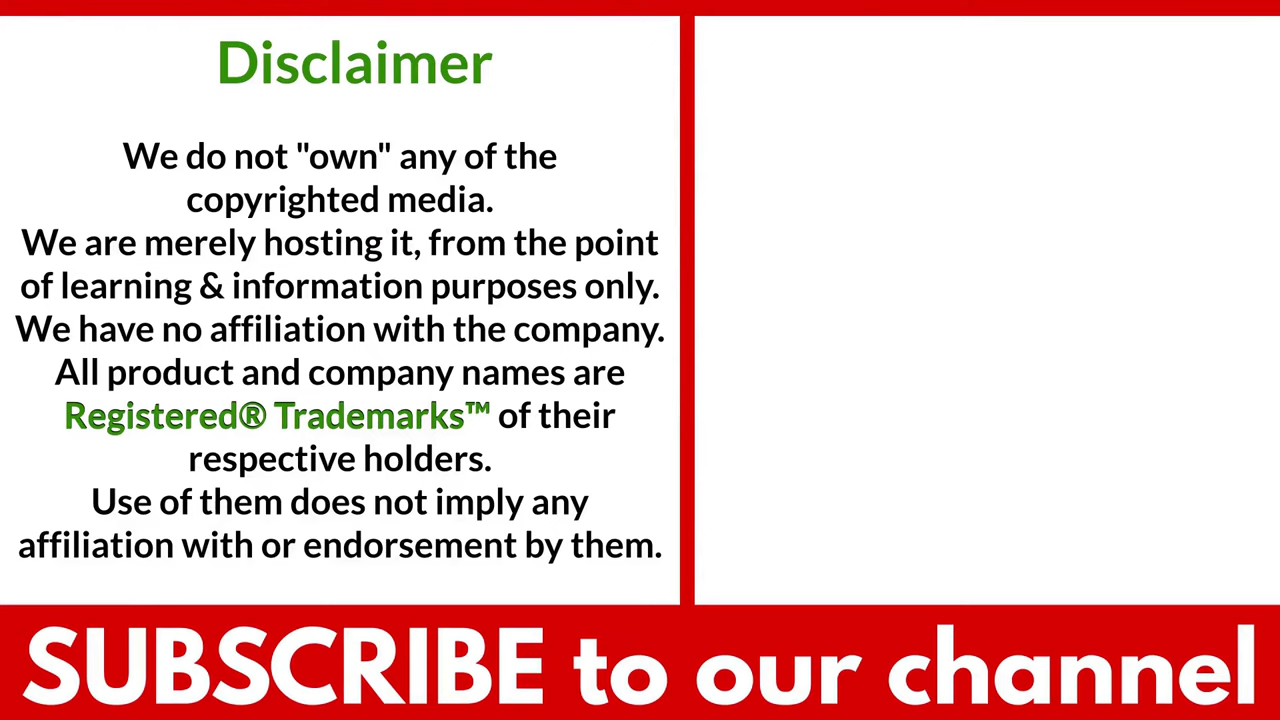 Disclaimer
We do not "own" any of the
copyrighted media.
We are merely hosting it, from the point
of learning & information purposes only.
We have no affiliation with the company.
All product and company names are
Registered® Trademarks™ of their
respective holders.
Use of them does not imply any
affiliation with or endorsement by them.
SUBSCRIBE to our channel